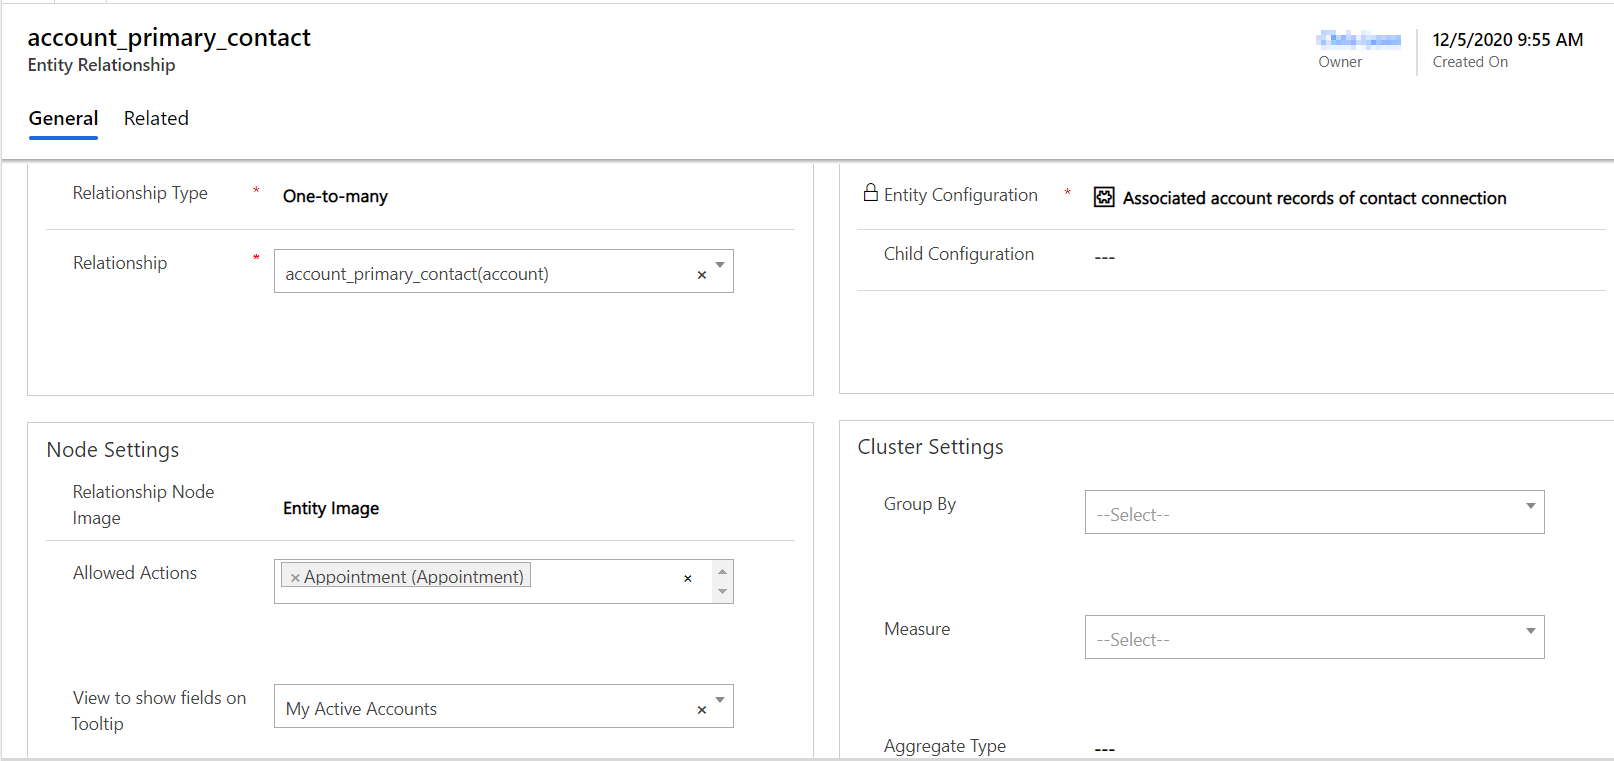 account_primary_contact
Entity Relationship
Owner
12/5/2020 9:55 AM
Created On
General
Related
Relationship Type * One-to-many
Relationship * account_primary_contact(account) ×
Entity Configuration * Associated account records of contact connection
Child Configuration ---
Node Settings
Relationship Node
Image
Entity Image
Allowed Actions × Appointment (Appointment) ×
View to show fields on
Tooltip
My Active Accounts ×
Cluster Settings
Group By --Select--
Measure --Select--
Aggregate Type ---